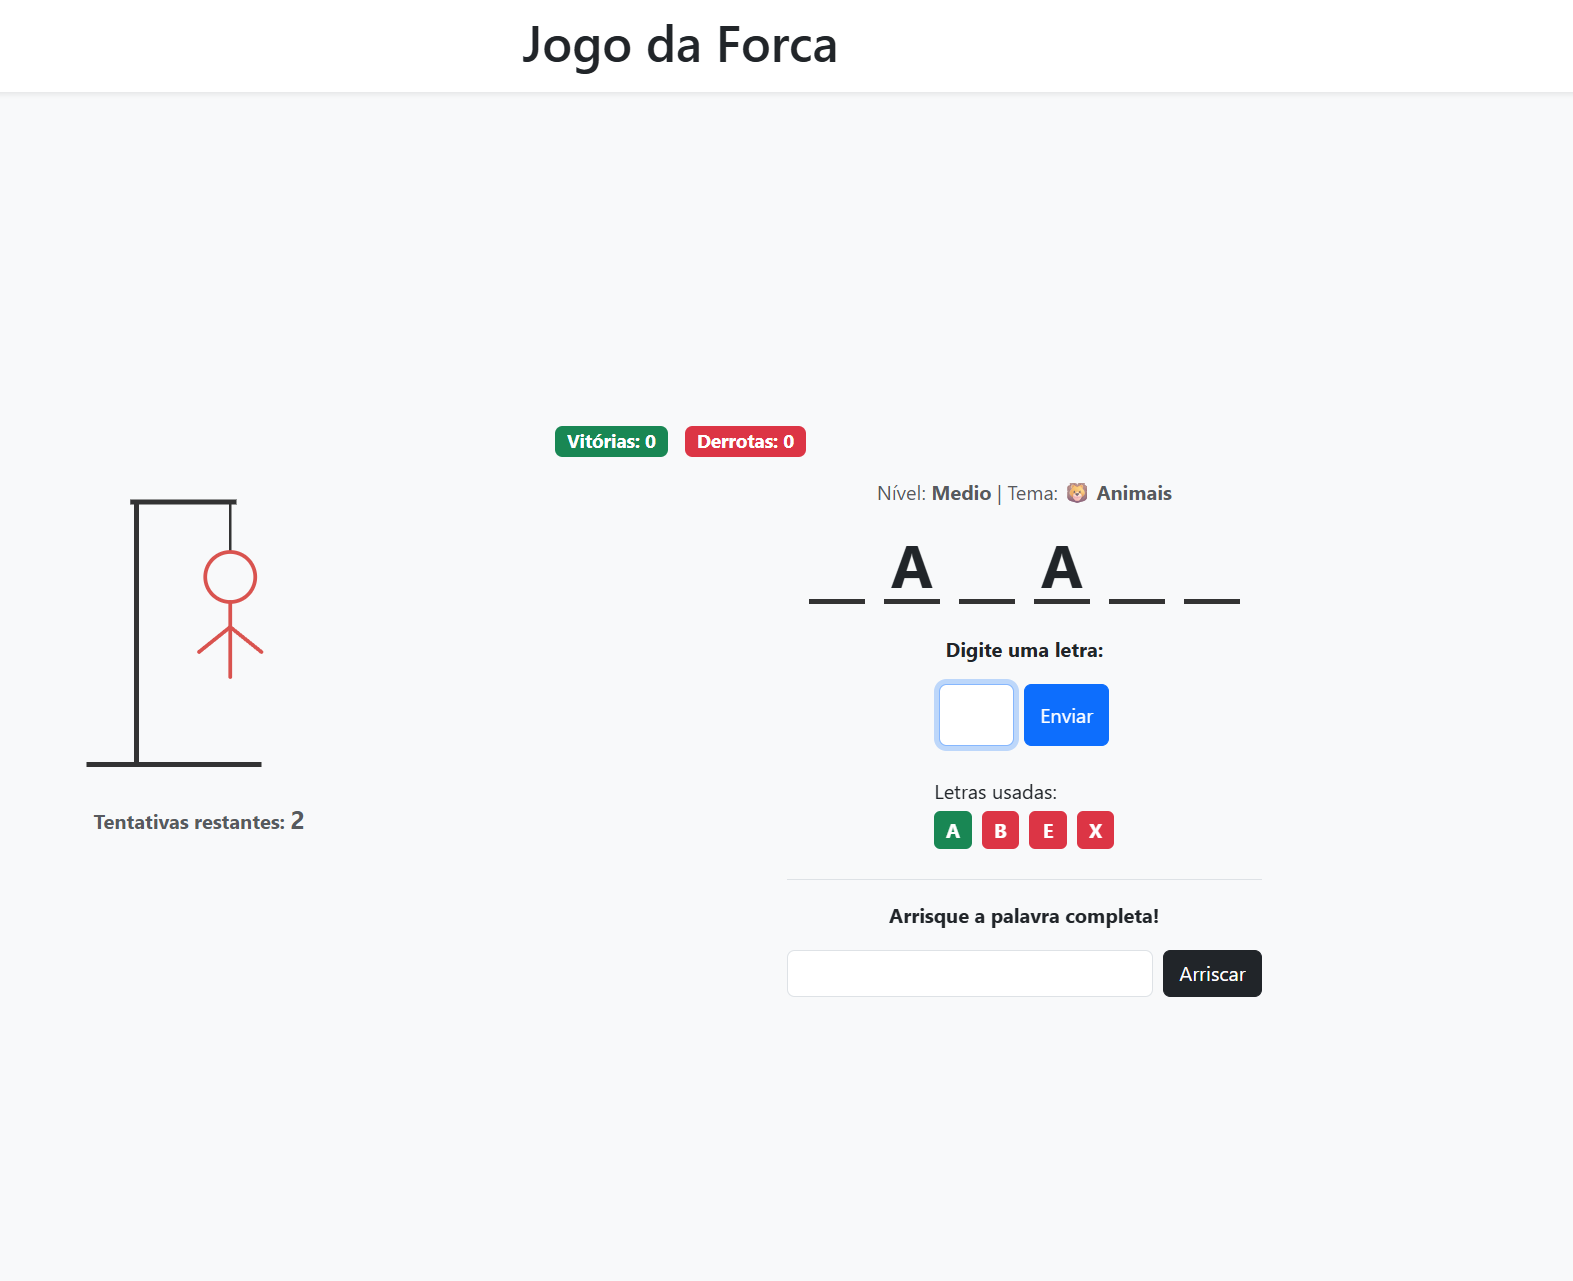 Jogo da Forca
Vitórias: 0 Derrotas: 0
Nível: Medio | Tema: 🦁 Animais
_ A _ A _ _
Digite uma letra:
Enviar
Letras usadas:
A B E X
Tentativas restantes: 2
Arrisque a palavra completa!
Arriscar